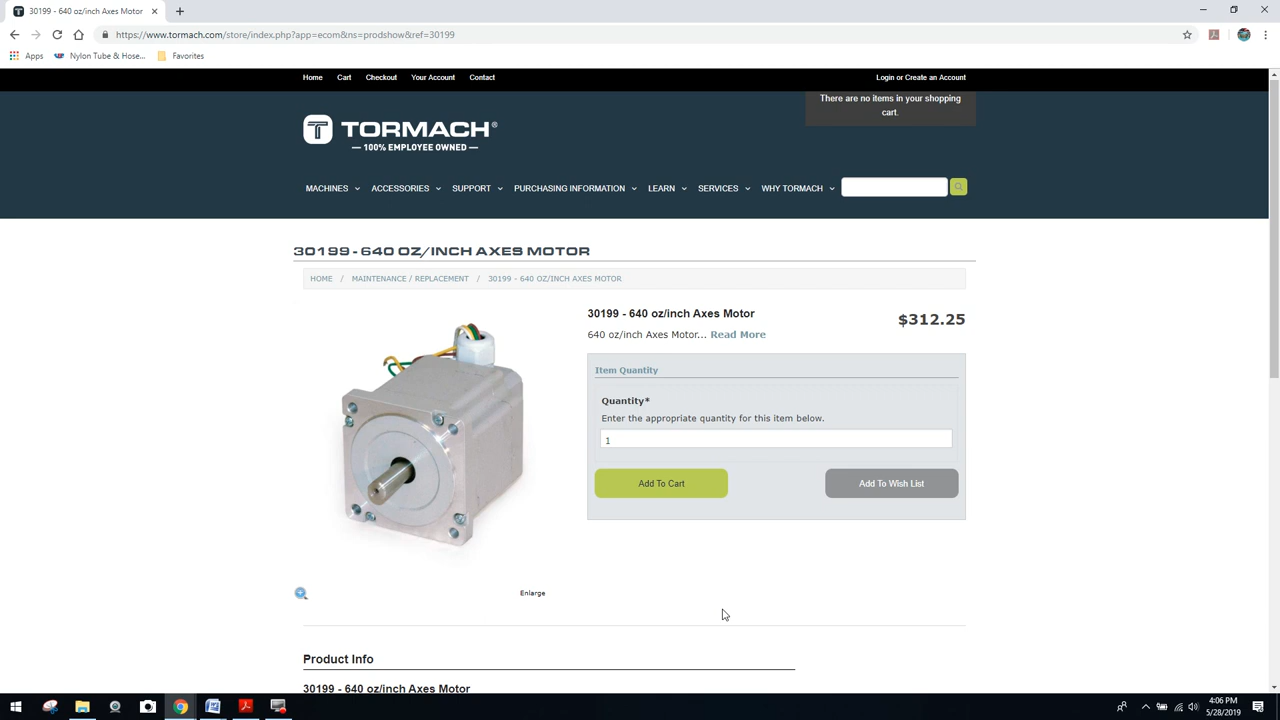 30199 - 640 oz/inch Axes Motor
https://www.tormach.com/store/index.php?app=ecom&ns=prodshow&ref=30199
Apps Nylon Tube & Hose... Favorites
Home Cart Checkout Your Account Contact Login or Create an Account
There are no items in your shopping
cart.
TORMACH®
— 100% EMPLOYEE OWNED —
MACHINES ACCESSORIES SUPPORT PURCHASING INFORMATION LEARN SERVICES WHY TORMACH
30199 - 640 OZ/INCH AXES MOTOR
HOME / MAINTENANCE / REPLACEMENT / 30199 - 640 OZ/INCH AXES MOTOR
30199 - 640 oz/inch Axes Motor
$312.25
640 oz/inch Axes Motor... Read More
Item Quantity
Quantity*
Enter the appropriate quantity for this item below.
1
Add To Cart Add To Wish List
Enlarge
Product Info
30199 - 640 oz/inch Axes Motor
4:06 PM
5/28/2019